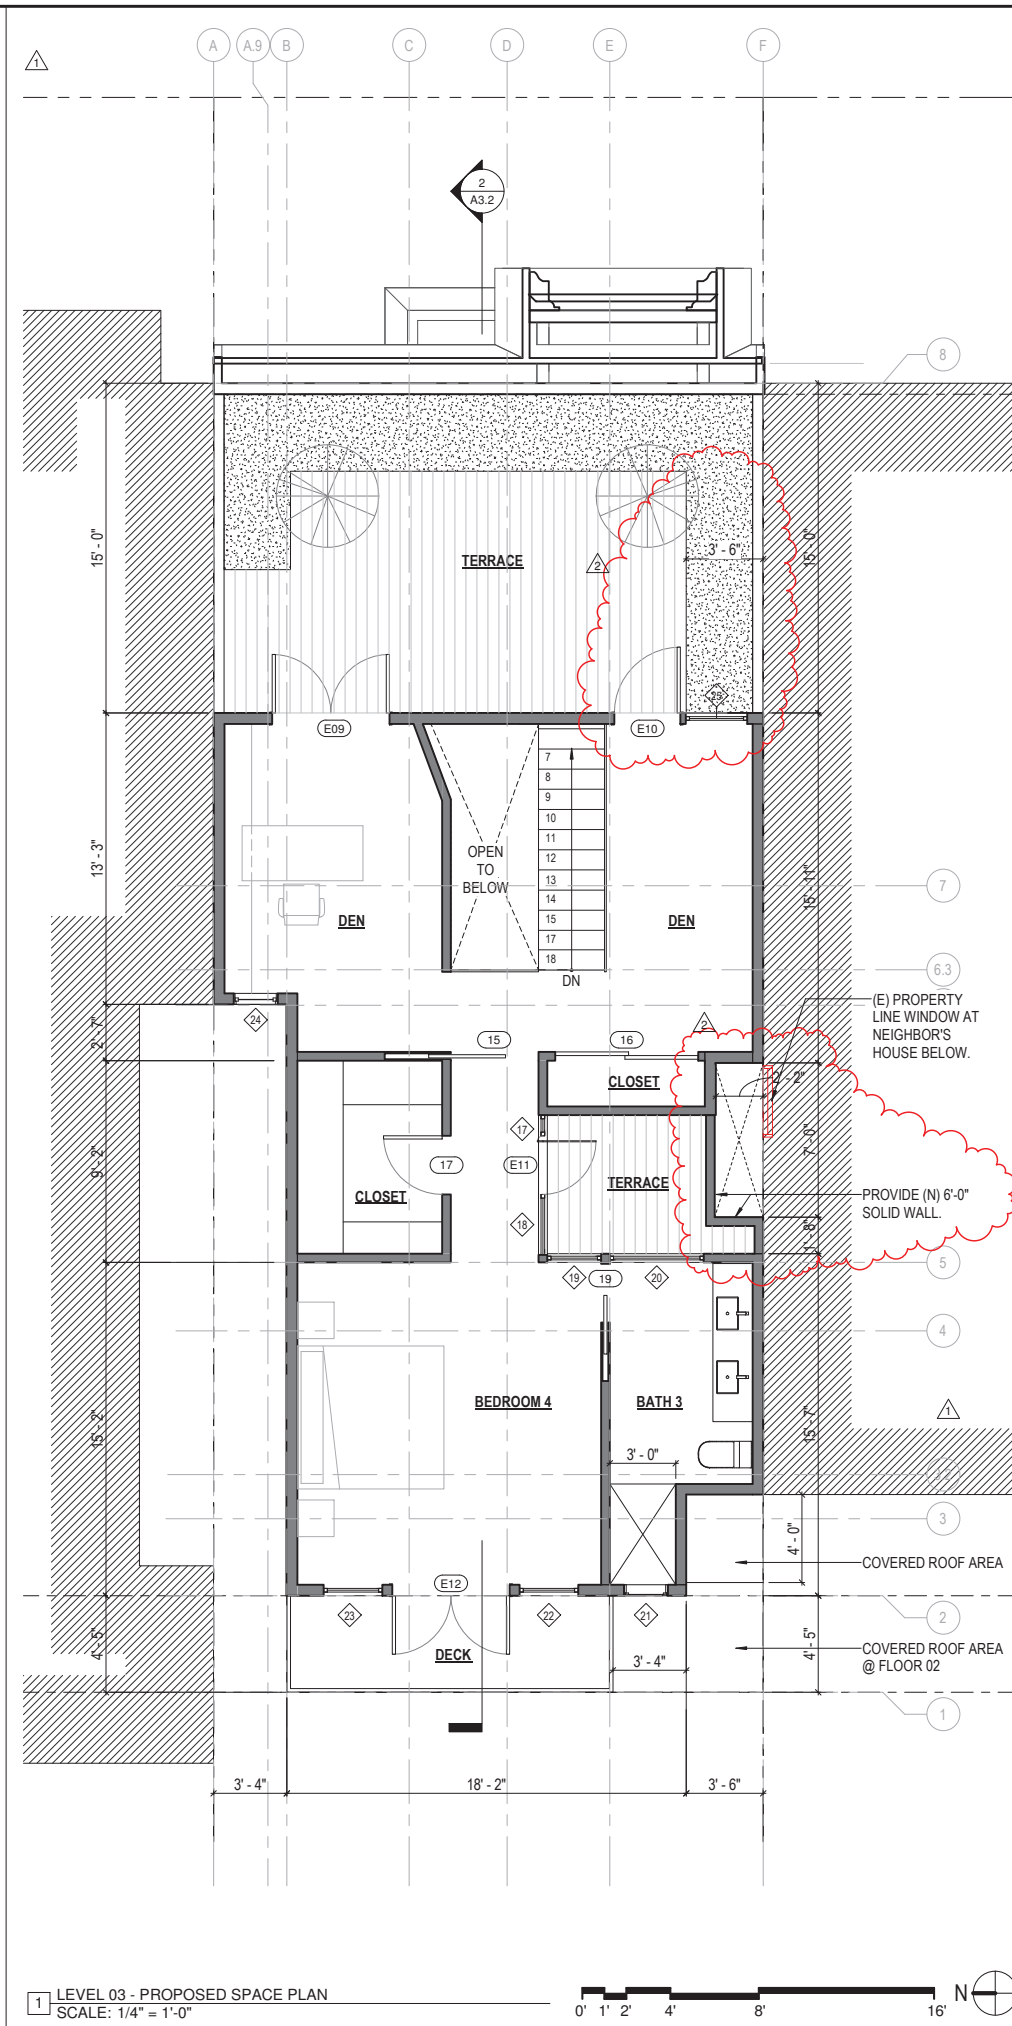 A
A.9
B
C
D
E
F
1
2
A3.2
8
15' - 0"
15' - 0"
3' - 6"
TERRACE
2
25
E09
E10
7
8
9
10
11
12
13
14
15
17
18
DN
OPEN
TO
BELOW
13' - 3"
15' - 11"
7
DEN
DEN
6.3
(E) PROPERTY
LINE WINDOW AT
NEIGHBOR'S
HOUSE BELOW.
24
2' - 7"
15
16
2
CLOSET
2' - 2"
17
9' - 2"
7' - 0"
17
E11
TERRACE
CLOSET
PROVIDE (N) 6'-0"
SOLID WALL.
18
1' - 8"
5
19
19
20
4
BEDROOM 4
BATH 3
15' - 2"
15' - 7"
1
3' - 0"
3
4' - 0"
COVERED ROOF AREA
E12
23
22
21
2
4' - 5"
4' - 5"
DECK
3' - 4"
COVERED ROOF AREA
@ FLOOR 02
1
3' - 4"
18' - 2"
3' - 6"
1
LEVEL 03 - PROPOSED SPACE PLAN
SCALE: 1/4" = 1'-0"
0' 1' 2' 4' 8' 16'
N